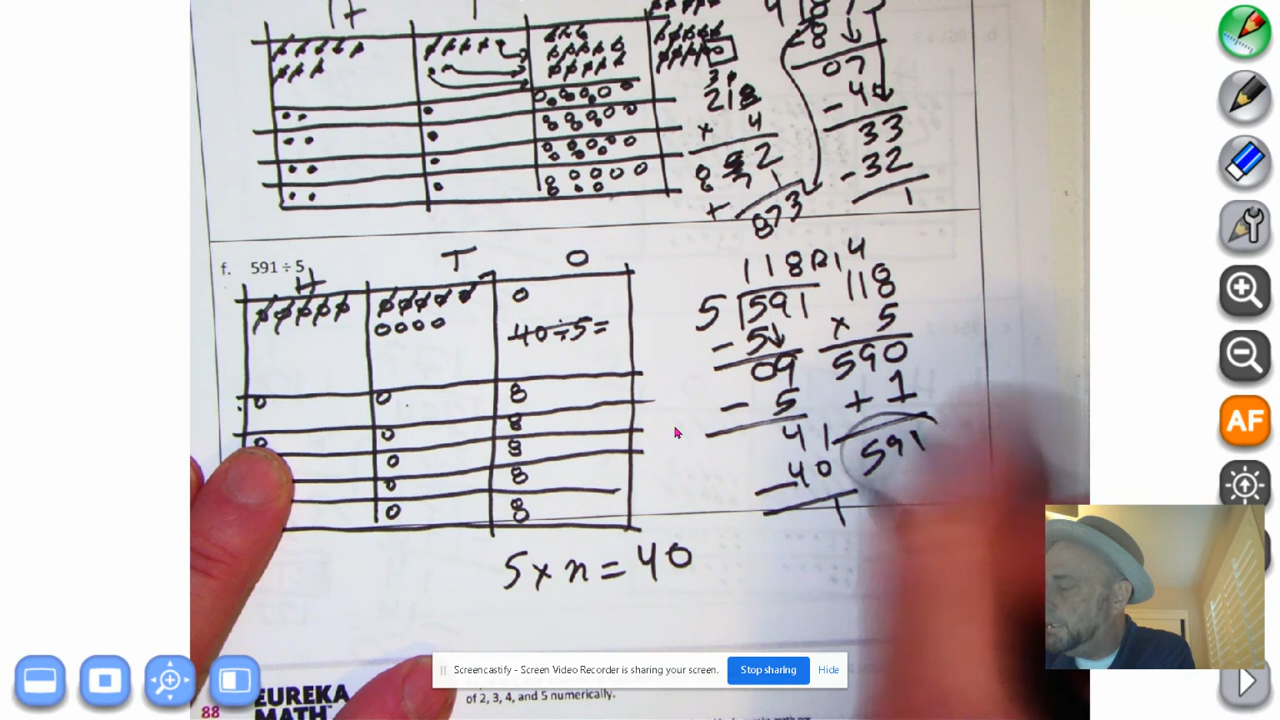 218
× 4
8 2
+ 1
873
- 8
07
- 4
33
- 32
1
f. 591 ÷ 5
H T O
40 ÷ 5 =
8
8
8
8
8
118 R1
5 591
- 5
09
- 5
41
- 40
1
4
118
× 5
590
+ 1
591
5 × n = 40
AF
Screencastify - Screen Video Recorder is sharing your screen.
Stop sharing
Hide
88
EUREKA
MATH
of 2, 3, 4, and 5 numerically.